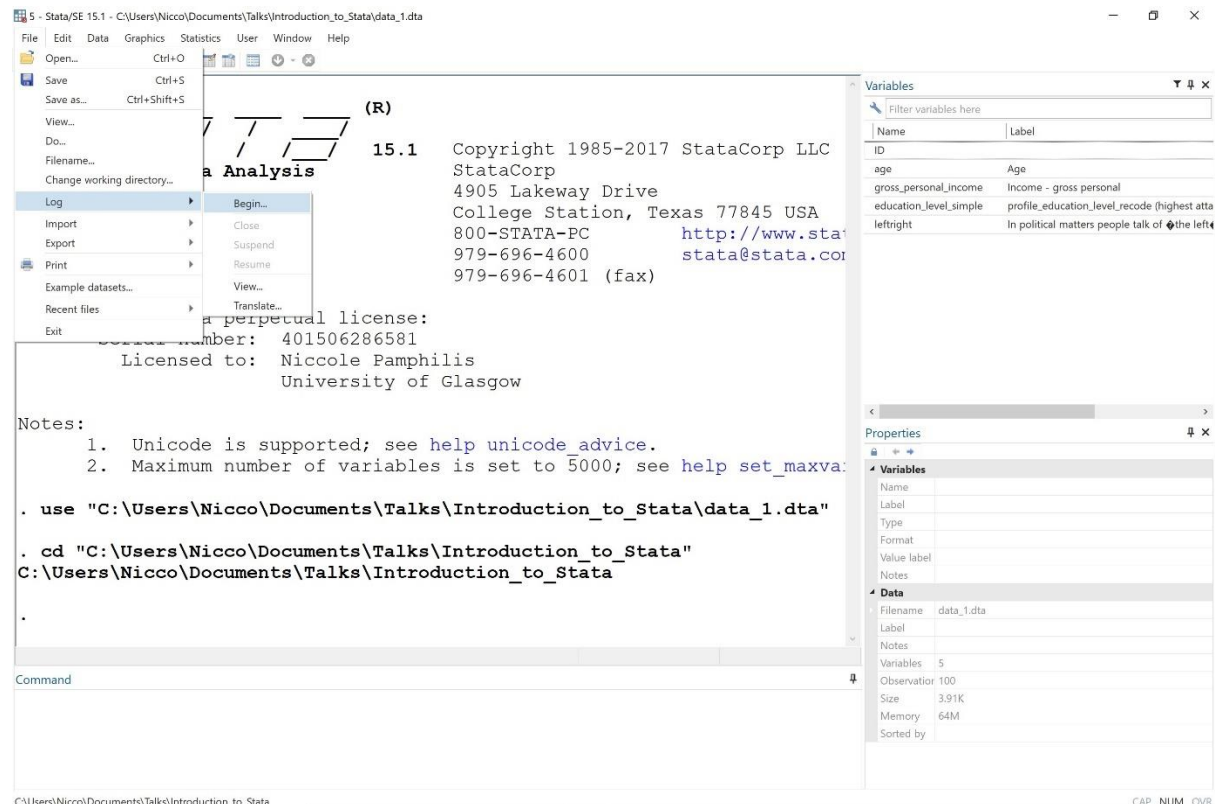 5 - Stata/SE 15.1 - C:\Users\Nicco\Documents\Talks\Introduction_to_Stata\data_1.dta
File Edit Data Graphics Statistics User Window Help
Open... Ctrl+O
Save Ctrl+S
Save as... Ctrl+Shift+S
View...
Do...
Filename...
Change working directory...
Log
Import
Export
Print
Example datasets...
Recent files
Exit
Begin...
Close
Suspend
Resume
View...
Translate...
(R)
15.1 Copyright 1985-2017 StataCorp LLC
a Analysis StataCorp
4905 Lakeway Drive
College Station, Texas 77845 USA
800-STATA-PC http://www.sta
979-696-4600 stata@stata.co
979-696-4601 (fax)
a perpetual license:
Serial number: 401506286581
Licensed to: Niccole Pamphilis
University of Glasgow
Notes:
1. Unicode is supported; see help unicode_advice.
2. Maximum number of variables is set to 5000; see help set_maxva
. use "C:\Users\Nicco\Documents\Talks\Introduction_to_Stata\data_1.dta"
. cd "C:\Users\Nicco\Documents\Talks\Introduction_to_Stata"
C:\Users\Nicco\Documents\Talks\Introduction_to_Stata
.
Command
Variables
Filter variables here
Name Label
ID
age Age
gross_personal_income Income - gross personal
education_level_simple profile_education_level_recode (highest atta
leftright In political matters people talk of �the left�
Properties
Variables
Name
Label
Type
Format
Value label
Notes
Data
Filename data_1.dta
Label
Notes
Variables 5
Observation 100
Size 3.91K
Memory 64M
Sorted by
C:\Users\Nicco\Documents\Talks\Introduction_to_Stata CAP NUM OVR